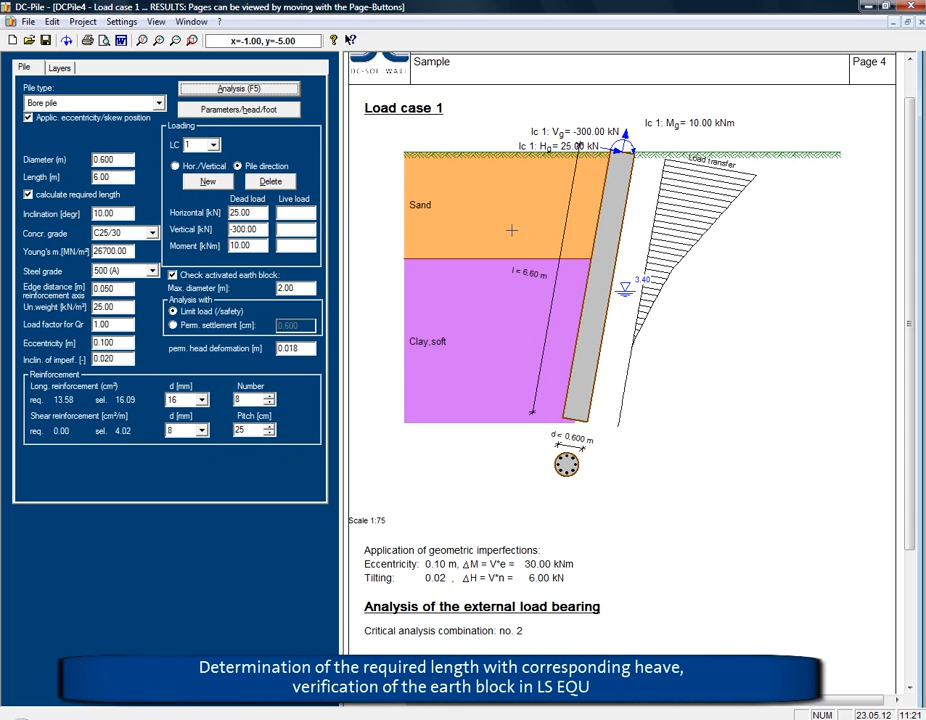 DC-Pile - [DCPile4 - Load case 1 ... RESULTS: Pages can be viewed by moving with the Page-Buttons]
File Edit Project Settings View Window ?
x=-1.00, y=-5.00
Pile Layers
Pile type:
Bore pile
Analysis (F5)
Parameters/head/foot
Applic. eccentricity/skew position
Loading
LC 1
Diameter (m) 0.600
Hor./Vertical Pile direction
Length [m] 6.00
New Delete
calculate required length
Dead load Live load
Inclination [degr] 10.00
Horizontal [kN] 25.00
Concr. grade C25/30
Vertical [kN] -300.00
Young's m.[MN/m²] 26700.00
Moment [kNm] 10.00
Steel grade 500 (A)
Check activated earth block:
Edge distance [m]
reinforcement axis 0.050
Max. diameter [m]: 2.00
Un.weight [kN/m³] 25.00
Analysis with
Limit load (/safety)
Load factor for Qr 1.00
Perm. settlement [cm]: 0.600
Eccentricity [m] 0.100
perm. head deformation [m] 0.018
Inclin. of imperf. [-] 0.020
Reinforcement
Long. reinforcement (cm²) d [mm] Number
req. 13.58 sel. 16.09 16 8
Shear reinforcement [cm²/m] d [mm] Pitch [cm]
req. 0.00 sel. 4.02 8 25
DC-SOFTWARE
Sample
Page 4
Load case 1
lc 1: Vg= -300.00 kN
lc 1: Mg= 10.00 kNm
lc 1: Hg= 25.00 kN
Load transfer
Sand
l = 6.60 m
3.40
Clay,soft
d = 0.600 m
Scale 1:75
Application of geometric imperfections:
Eccentricity: 0.10 m, ΔM = V*e = 30.00 kNm
Tilting: 0.02 , ΔH = V*n = 6.00 kN
Analysis of the external load bearing
Critical analysis combination: no. 2
Determination of the required length with corresponding heave,
verification of the earth block in LS EQU
NUM 23.05.12 11:21